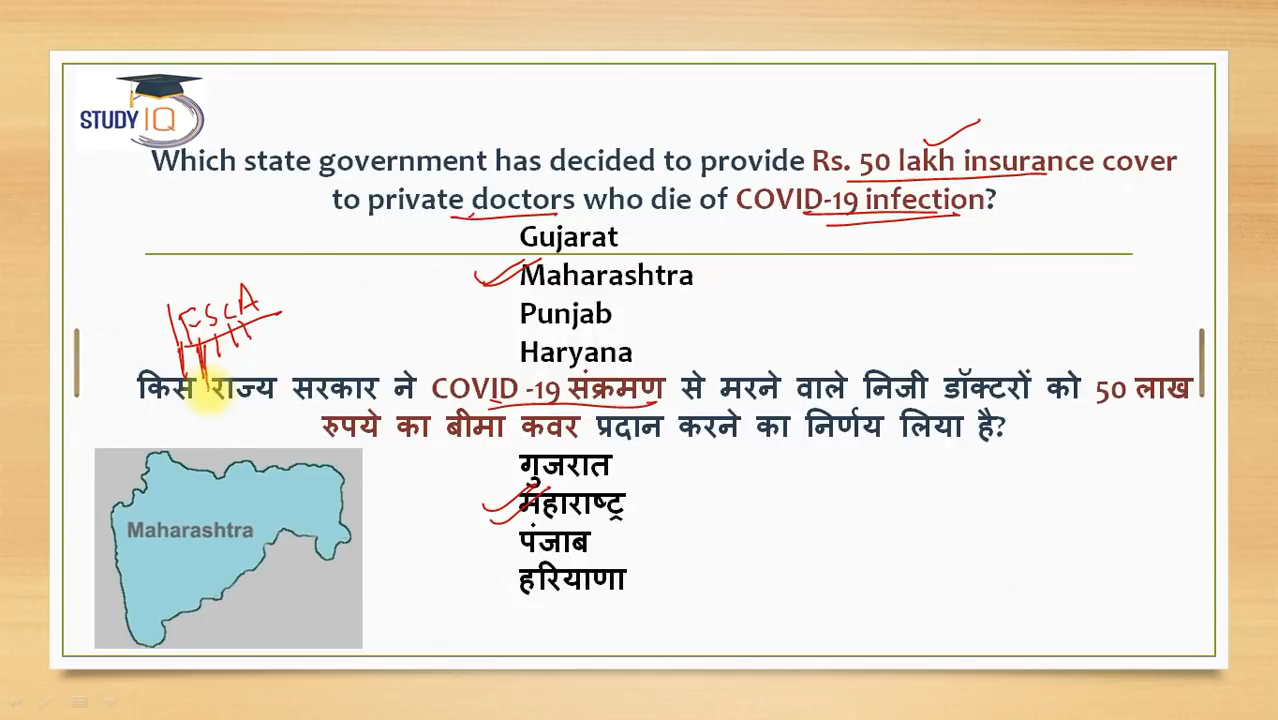 STUDY IQ
Which state government has decided to provide Rs. 50 lakh insurance cover
to private doctors who die of COVID-19 infection?
Gujarat
Maharashtra
Punjab
Haryana
ESCA
किस राज्य सरकार ने COVID -19 संक्रमण से मरने वाले निजी डॉक्टरों को 50 लाख
रुपये का बीमा कवर प्रदान करने का निर्णय लिया है?
गुजरात
महाराष्ट्र
पंजाब
हरियाणा
Maharashtra